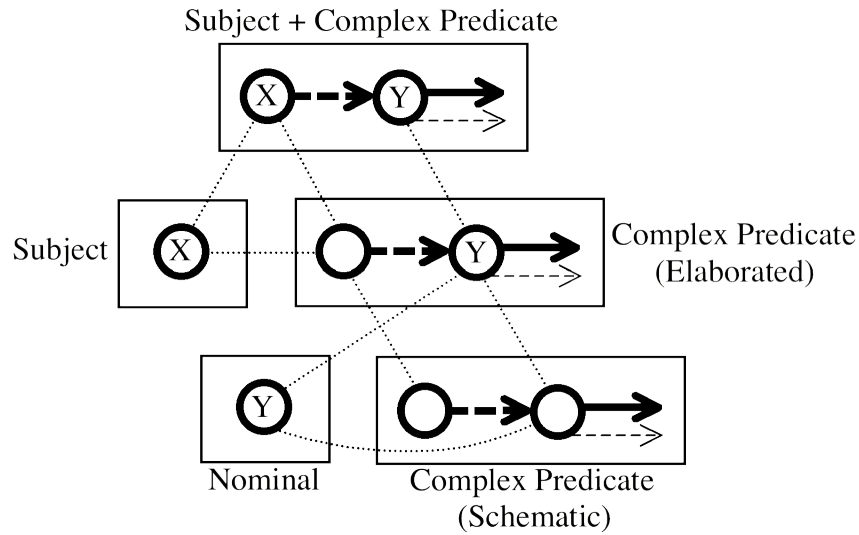 Subject + Complex Predicate
X
Y
Subject
X
Y
Complex Predicate
(Elaborated)
Y
Nominal
Complex Predicate
(Schematic)